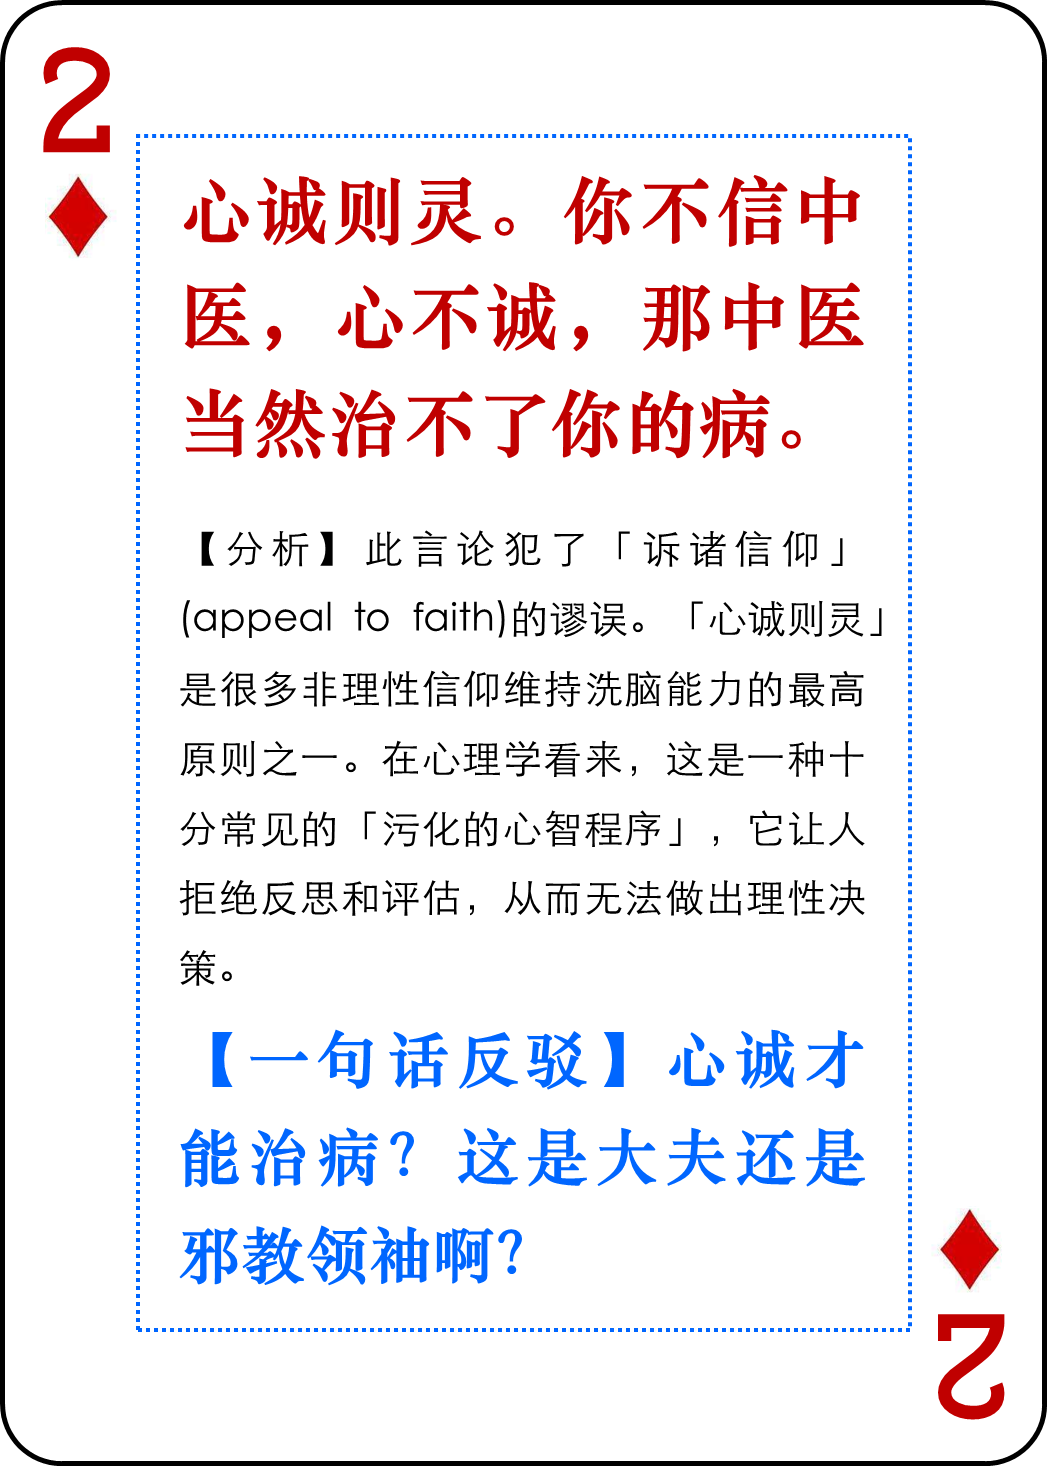 2
心诚则灵。你不信中
医，心不诚，那中医
当然治不了你的病。
【分析】此言论犯了「诉诸信仰」
(appeal to faith)的谬误。「心诚则灵」
是很多非理性信仰维持洗脑能力的最高
原则之一。在心理学看来，这是一种十
分常见的「污化的心智程序」，它让人
拒绝反思和评估，从而无法做出理性决
策。
【一句话反驳】心诚才
能治病？这是大夫还是
邪教领袖啊？
2